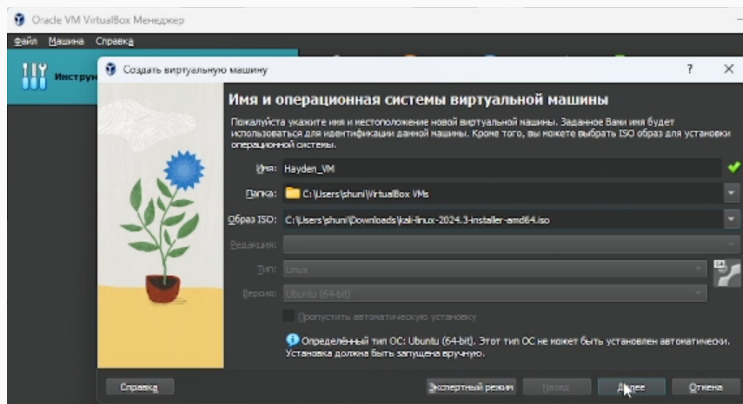 Oracle VM VirtualBox Менеджер
Файл Машина Справка
Инструм
Создать виртуальную машину
? ×
Имя и операционная системы виртуальной машины
Пожалуйста укажите имя и местоположение новой виртуальной машины. Заданное Вами имя будет
использоваться для идентификации данной машины. Кроме того, вы можете выбрать ISO образ для установки
операционной системы.
Имя: Hayden_VM
Папка: C:\Users\shuni\VirtualBox VMs
Образ ISO: C:\Users\shuni\Downloads\kali-linux-2024.3-installer-amd64.iso
Редакция:
Тип: Linux
64
Версия: Ubuntu (64-bit)
Пропустить автоматическую установку
Определённый тип ОС: Ubuntu (64-bit). Этот тип ОС не может быть установлен автоматически.
Установка должна быть запущена вручную.
Справка Экспертный режим Назад Далее Отмена